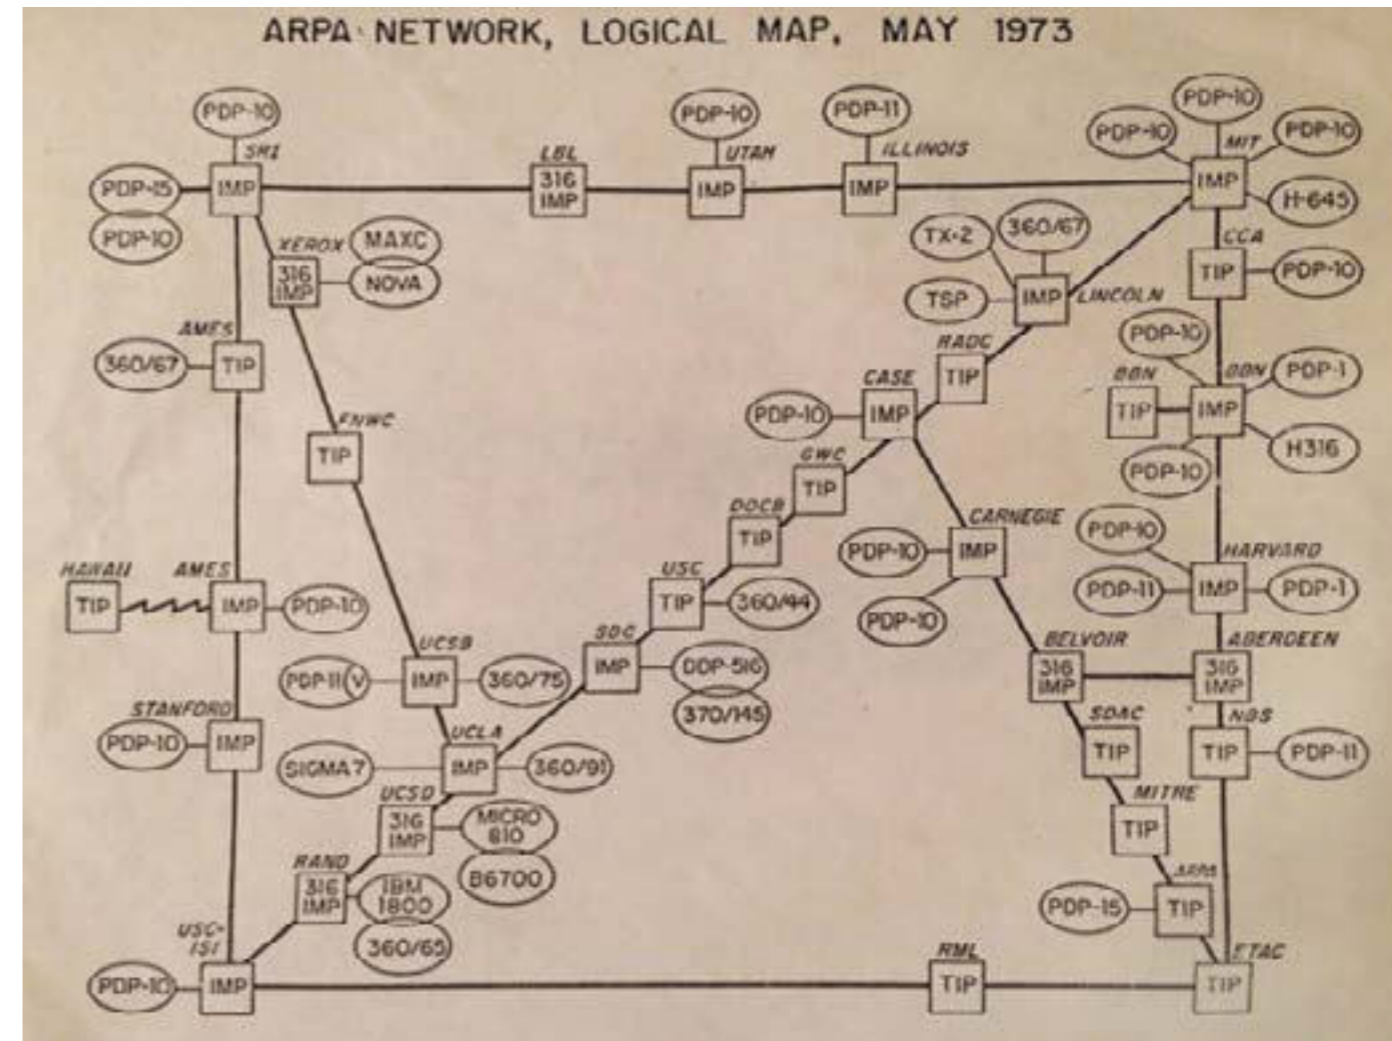 ARPA NETWORK, LOGICAL MAP, MAY 1973
PDP-10
PDP-10
PDP-11
PDP-10
PDP-10
PDP-10
SRI
LBL
UTAH
ILLINOIS
MIT
PDP-15
IMP
316 
IMP
IMP
IMP
IMP
PDP-10
H-645
XEROX
MAXC
TX-2
360/67
CCA
316
IMP
NOVA
TSP
IMP
LINCOLN
TIP
PDP-10
AMES
RADC
PDP-10
360/67
TIP
CASE
TIP
BBN
BBN
PDP-1
PDP-10
IMP
TIP
IMP
FNWC
TIP
GWC
TIP
PDP-10
H316
DOCB
TIP
CARNEGIE
PDP-10
HAWAII
AMES
USC
PDP-10
IMP
HARVARD
TIP
IMP
PDP-10
TIP
360/44
PDP-10
PDP-11
IMP
PDP-1
UCSB
SDC
BELVOIR
ABERDEEN
PDP-11
V
IMP
360/75
IMP
DDP-516
370/145
316
IMP
316
IMP
STANFORD
UCLA
SDAC
NBS
PDP-10
IMP
SIGMA7
IMP
360/91
TIP
TIP
PDP-11
UCSD
MITRE
316
IMP
MICRO
810
TIP
RAND
B6700
ARPA
316
IMP
IBM
1800
PDP-15
TIP
USC-
ISI
360/65
RML
ETAC
PDP-10
IMP
TIP
TIP